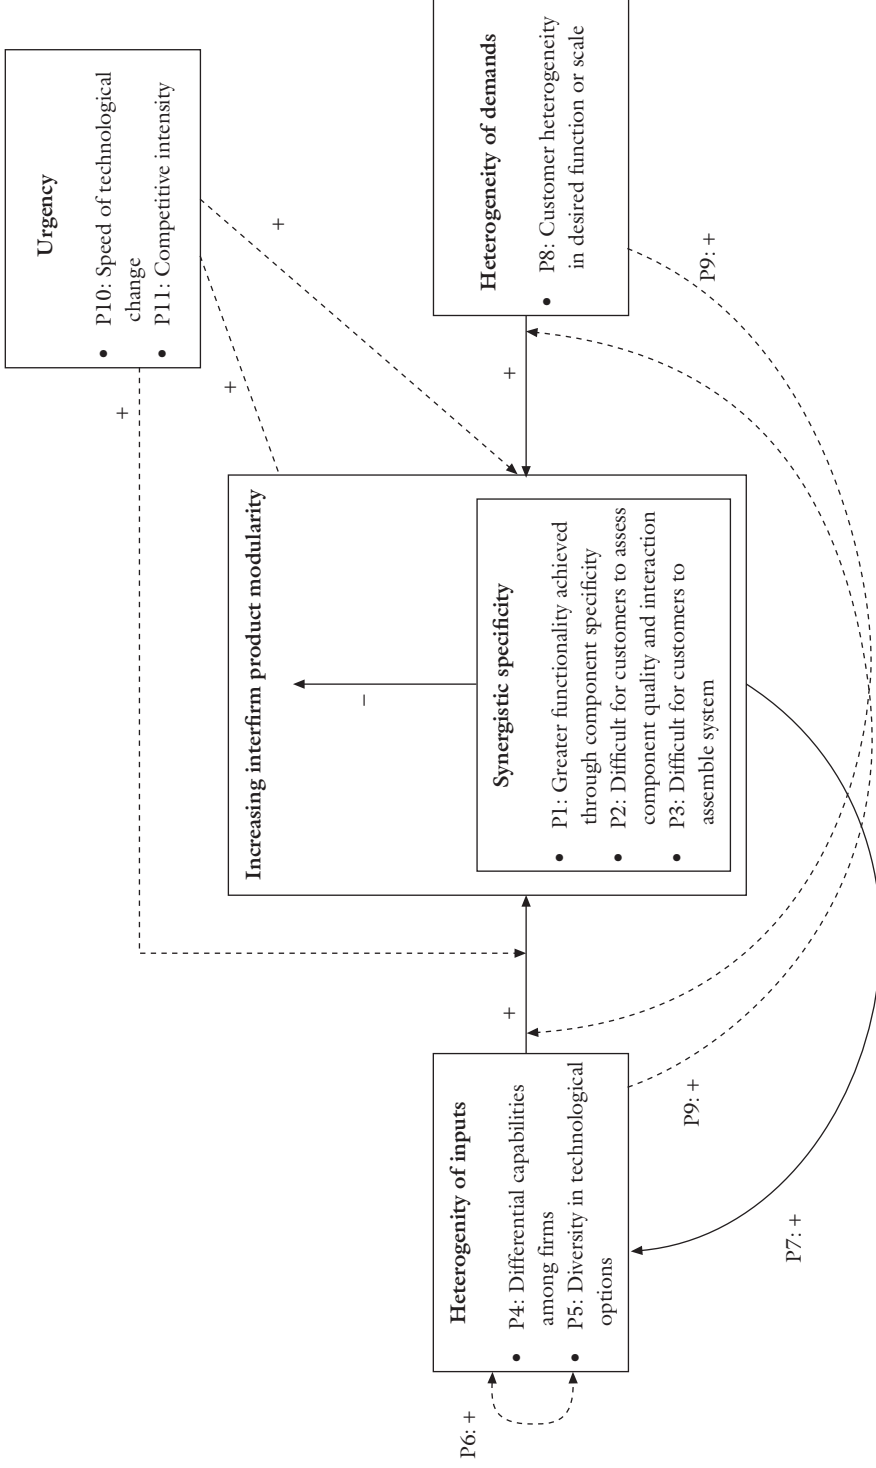 Urgency
• P10: Speed of technological
change
• P11: Competitive intensity
+
+
+
Increasing interfirm product modularity
–
Synergistic specificity
• P1: Greater functionality achieved
through component specificity
• P2: Difficult for customers to assess
component quality and interaction
• P3: Difficult for customers to
assemble system
Heterogenity of inputs
• P4: Differential capabilities
among firms
• P5: Diversity in technological
options
P6: +
+
Heterogeneity of demands
• P8: Customer heterogeneity
in desired function or scale
+
P9: +
P9: +
P7: +